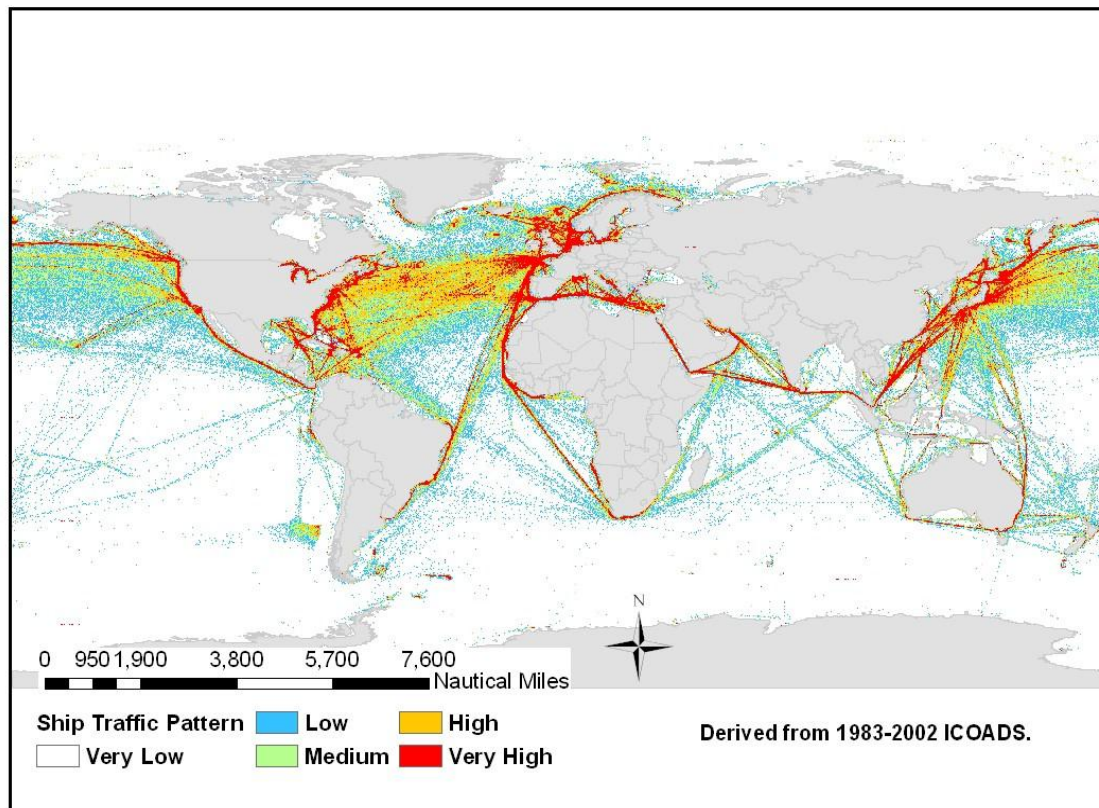 N
0 950 1,900 3,800 5,700 7,600
Nautical Miles
Ship Traffic Pattern
Low
High
Very Low
Medium
Very High
Derived from 1983-2002 ICOADS.